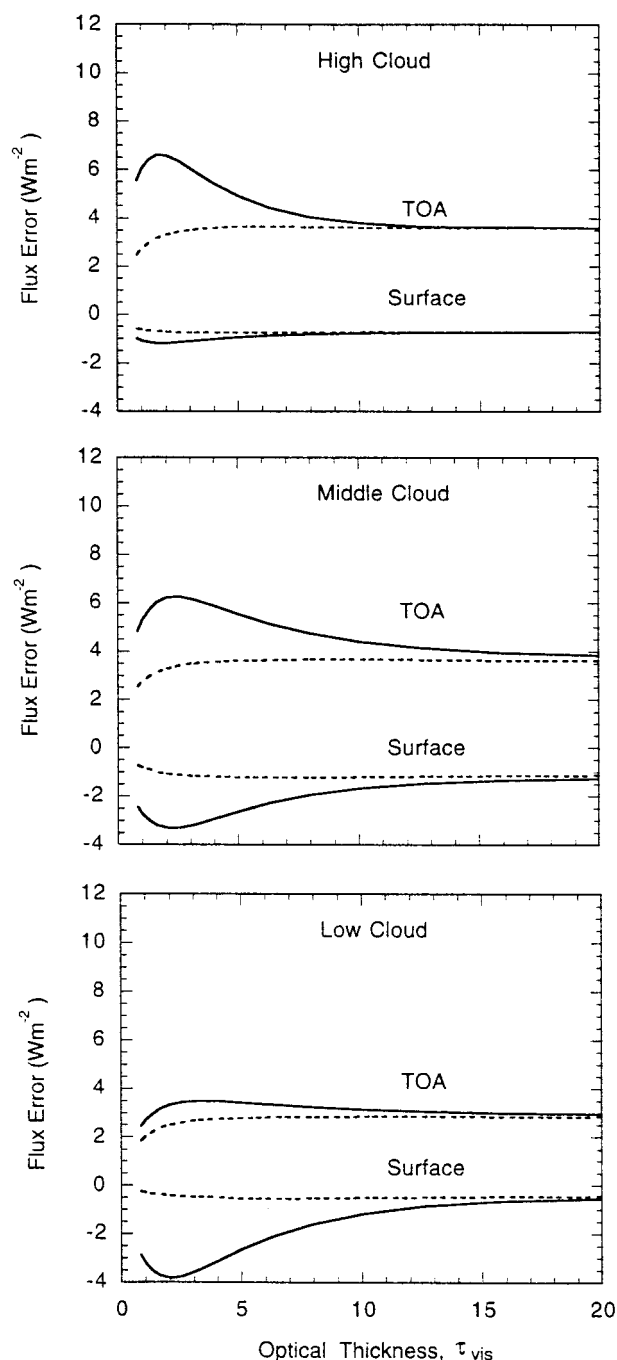 12
10
8
6
4
2
0
-2
-4
Flux Error (Wm⁻²)
High Cloud
TOA
Surface
12
10
8
6
4
2
0
-2
-4
Flux Error (Wm⁻²)
Middle Cloud
TOA
Surface
12
10
8
6
4
2
0
-2
-4
Flux Error (Wm⁻²)
Low Cloud
TOA
Surface
0 5 10 15 20
Optical Thickness, τvis